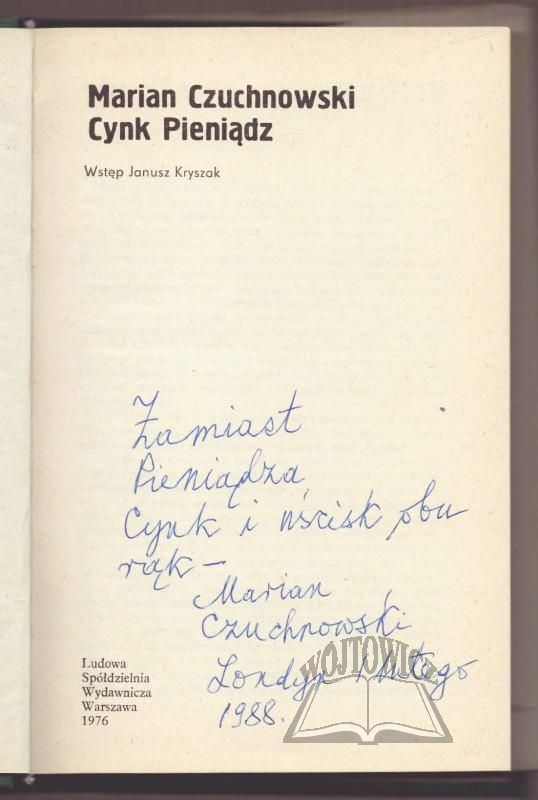 Marian Czuchnowski
Cynk Pieniądz
Wstęp Janusz Kryszak
Zamiast
Pieniądza
Cynk i uścisk obu
rąk —
Marian
Czuchnowski
Londyn 1 lutego
1988.
Ludowa
Spółdzielnia
Wydawnicza
Warszawa
1976
WÓJTOWICZ